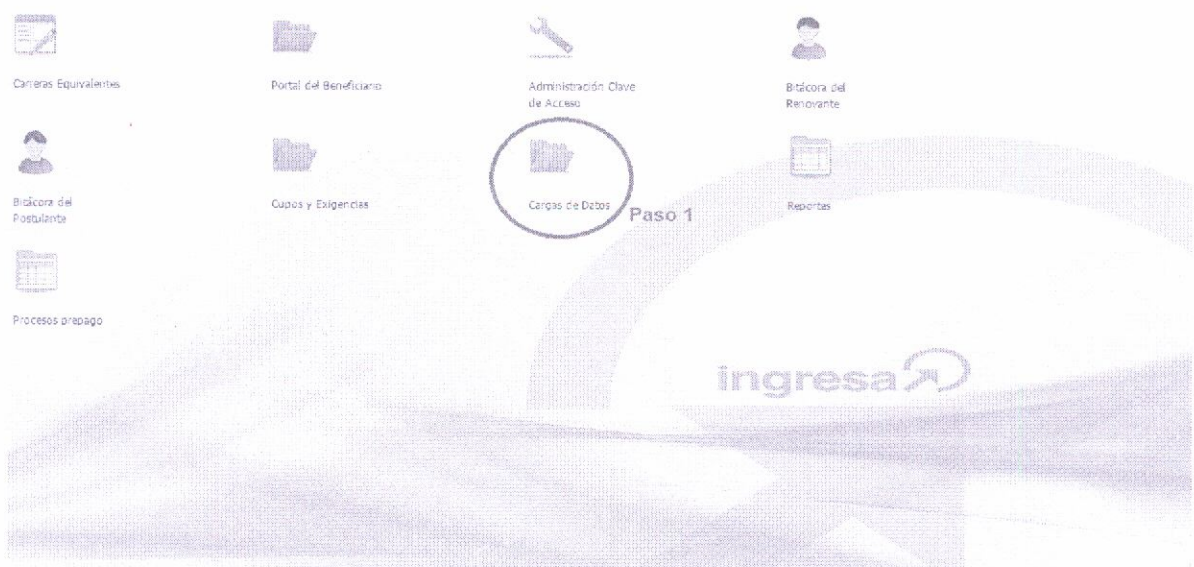 Carreras Equivalentes
Portal del Beneficiario
Administración Clave
de Acceso
Bitácora del
Renovante
Bitácora del
Postulante
Cupos y Exigencias
Cargas de Datos
Paso 1
Reportes
Procesos prepago
ingresa